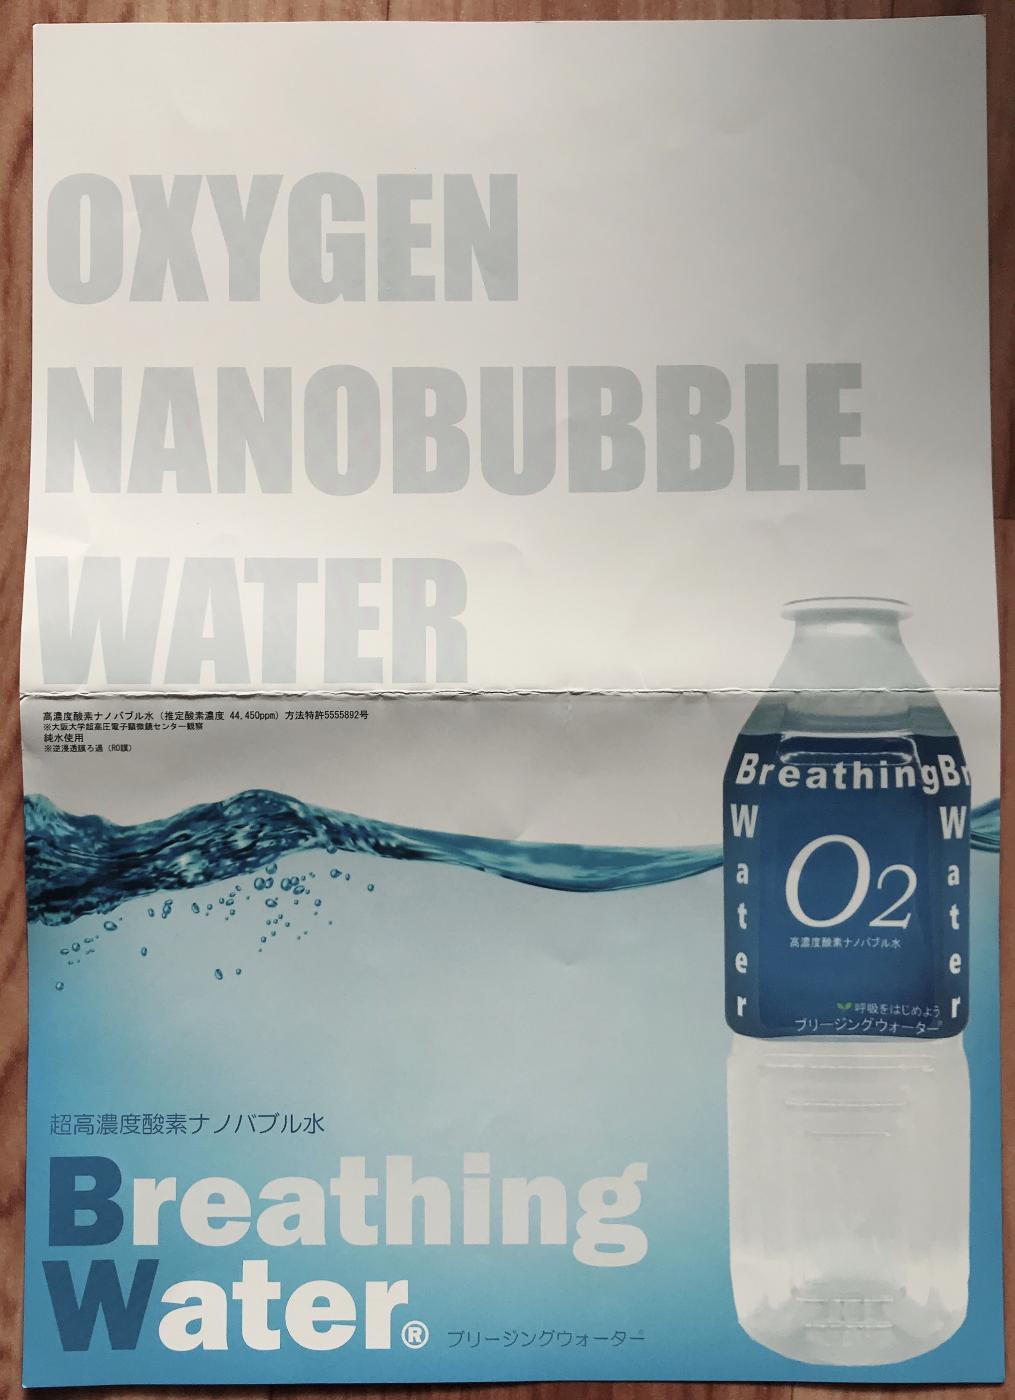 OXYGEN
NANOBUBBLE
WATER
高濃度酸素ナノバブル水（推定酸素濃度 44,450ppm）方法特許5555892号
※大阪大学超高圧電子顕微鏡センター観察
純水使用
※逆浸透膜ろ過（RO膜）
BreathingBr
Water
Water
O2
高濃度酸素ナノバブル水
呼吸をはじめよう
ブリージングウォーター®
超高濃度酸素ナノバブル水
Breathing
Water® ブリージングウォーター®